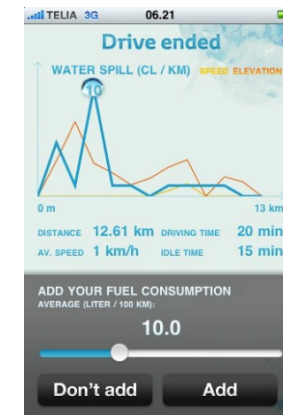 TELIA 3G 06.21
Drive ended
WATER SPILL (CL / KM) SPEED ELEVATION
10
0 m 13 km
DISTANCE 12.61 km DRIVING TIME 20 min
AV. SPEED 1 km/h IDLE TIME 15 min
ADD YOUR FUEL CONSUMPTION
AVERAGE (LITER / 100 KM):
10.0
Don't add Add